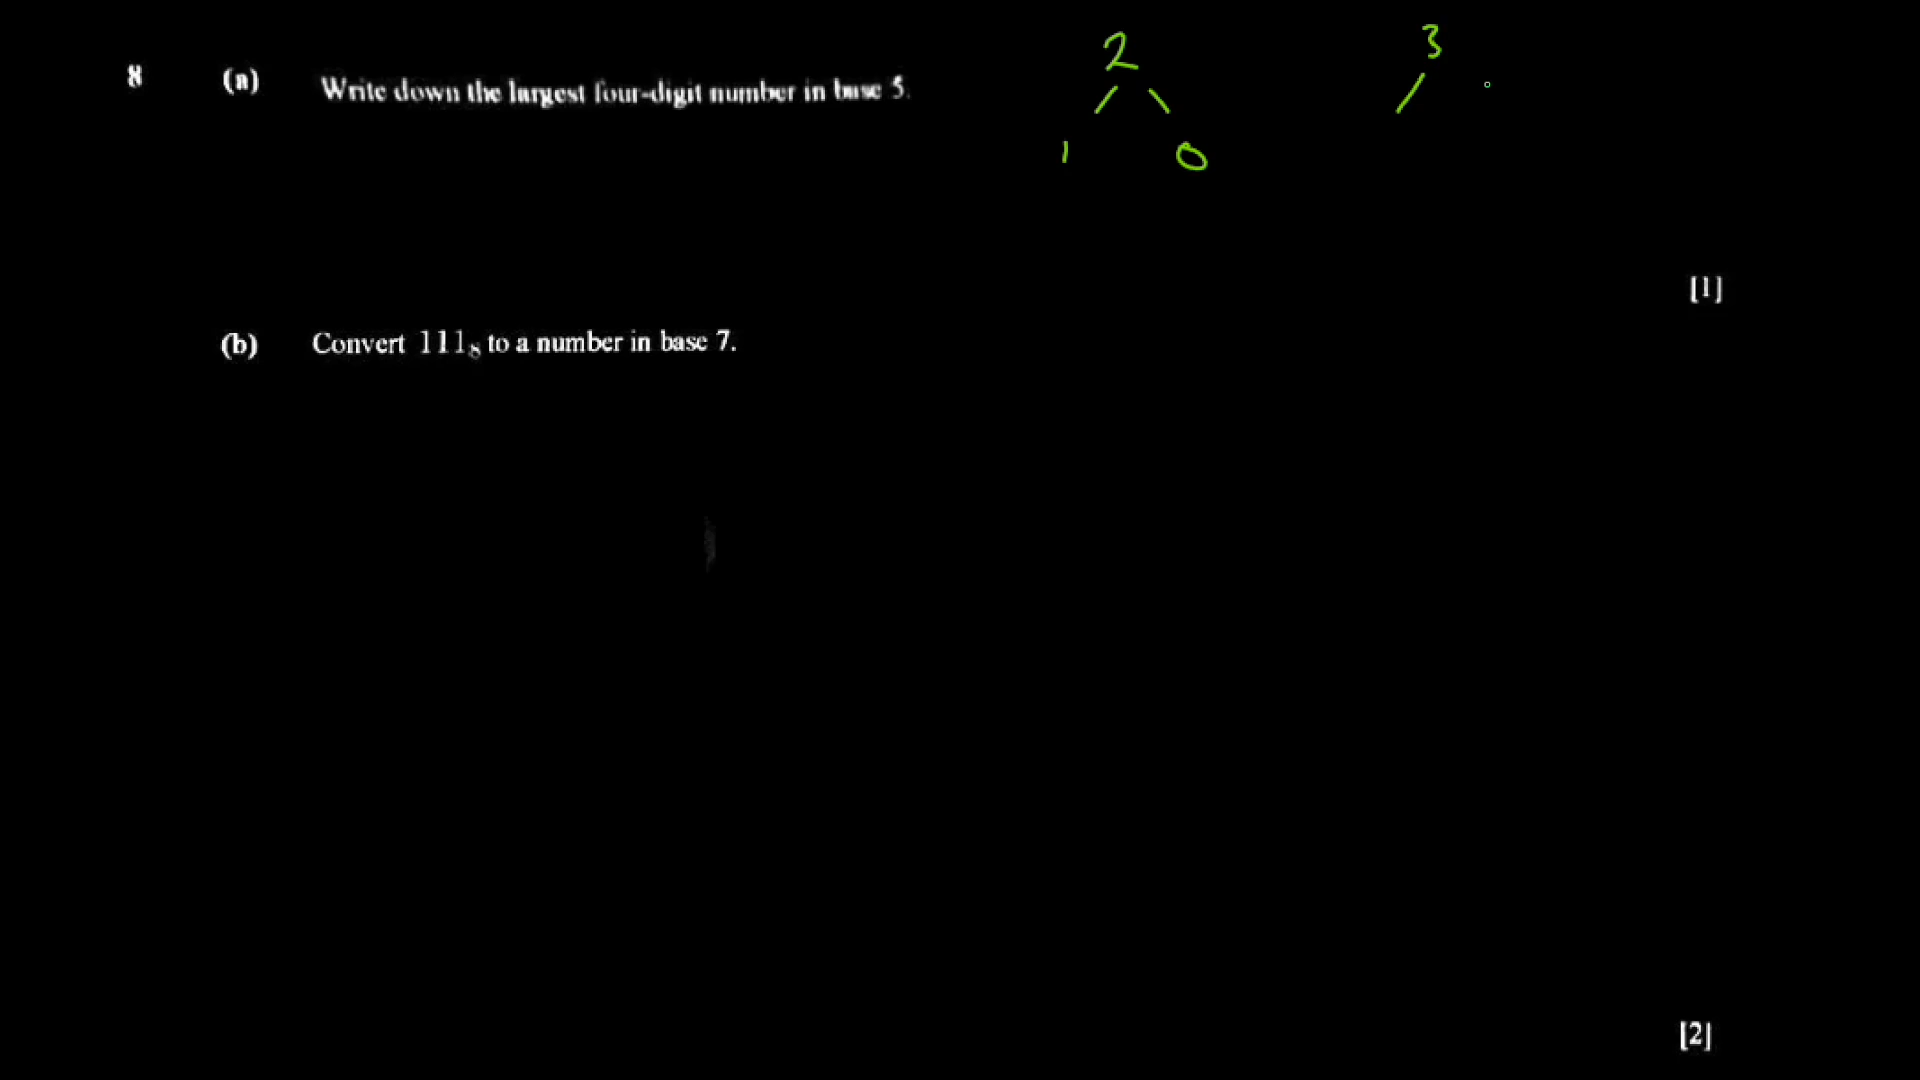 8 (a) Write down the largest four-digit number in base 5.
2 3
1 0
[1]
(b) Convert 111₈ to a number in base 7.
[2]